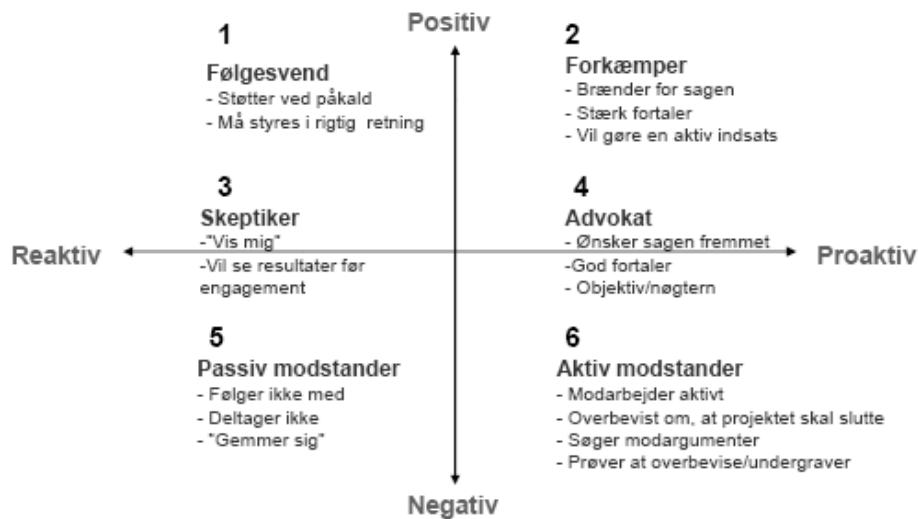 Positiv
1
Følgesvend
- Støtter ved påkald
- Må styres i rigtig retning
2
Forkæmper
- Brænder for sagen
- Stærk fortaler
- Vil gøre en aktiv indsats
Reaktiv
3
Skeptiker
-"Vis mig"
-Vil se resultater før
engagement
4
Advokat
- Ønsker sagen fremmet
-God fortaler
- Objektiv/nøgtern
Proaktiv
5
Passiv modstander
- Følger ikke med
- Deltager ikke
- "Gemmer sig"
6
Aktiv modstander
- Modarbejder aktivt
- Overbevist om, at projektet skal slutte
- Søger modargumenter
- Prøver at overbevise/undergraver
Negativ